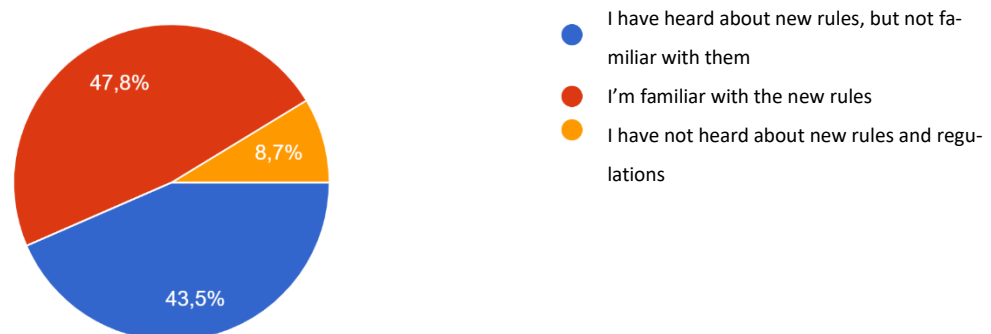 I have heard about new rules, but not fa-
miliar with them
I’m familiar with the new rules
I have not heard about new rules and regu-
lations
47,8%
8,7%
43,5%